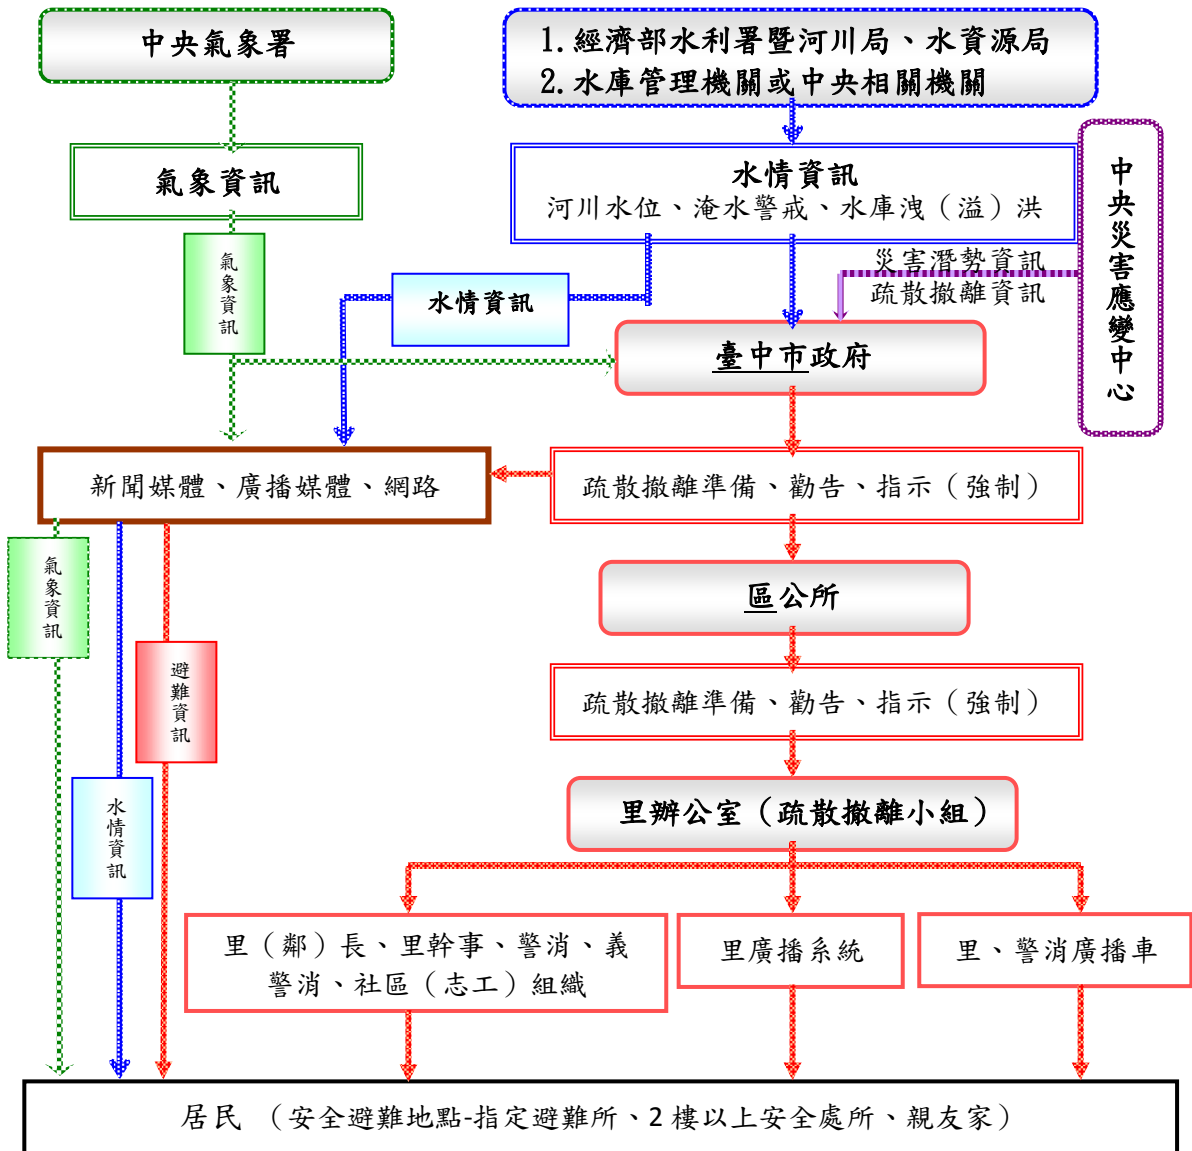 中央氣象署
1.經濟部水利署暨河川局、水資源局
2.水庫管理機關或中央相關機關
氣象資訊
水情資訊
河川水位、淹水警戒、水庫洩（溢）洪
中央災害應變中心
氣象資訊
水情資訊
災害潛勢資訊
疏散撤離資訊
臺中市政府
新聞媒體、廣播媒體、網路
疏散撤離準備、勸告、指示（強制）
氣象資訊
區公所
避難資訊
疏散撤離準備、勸告、指示（強制）
水情資訊
里辦公室（疏散撤離小組）
里（鄰）長、里幹事、警消、義
警消、社區（志工）組織
里廣播系統
里、警消廣播車
居民 （安全避難地點-指定避難所、2 樓以上安全處所、親友家）